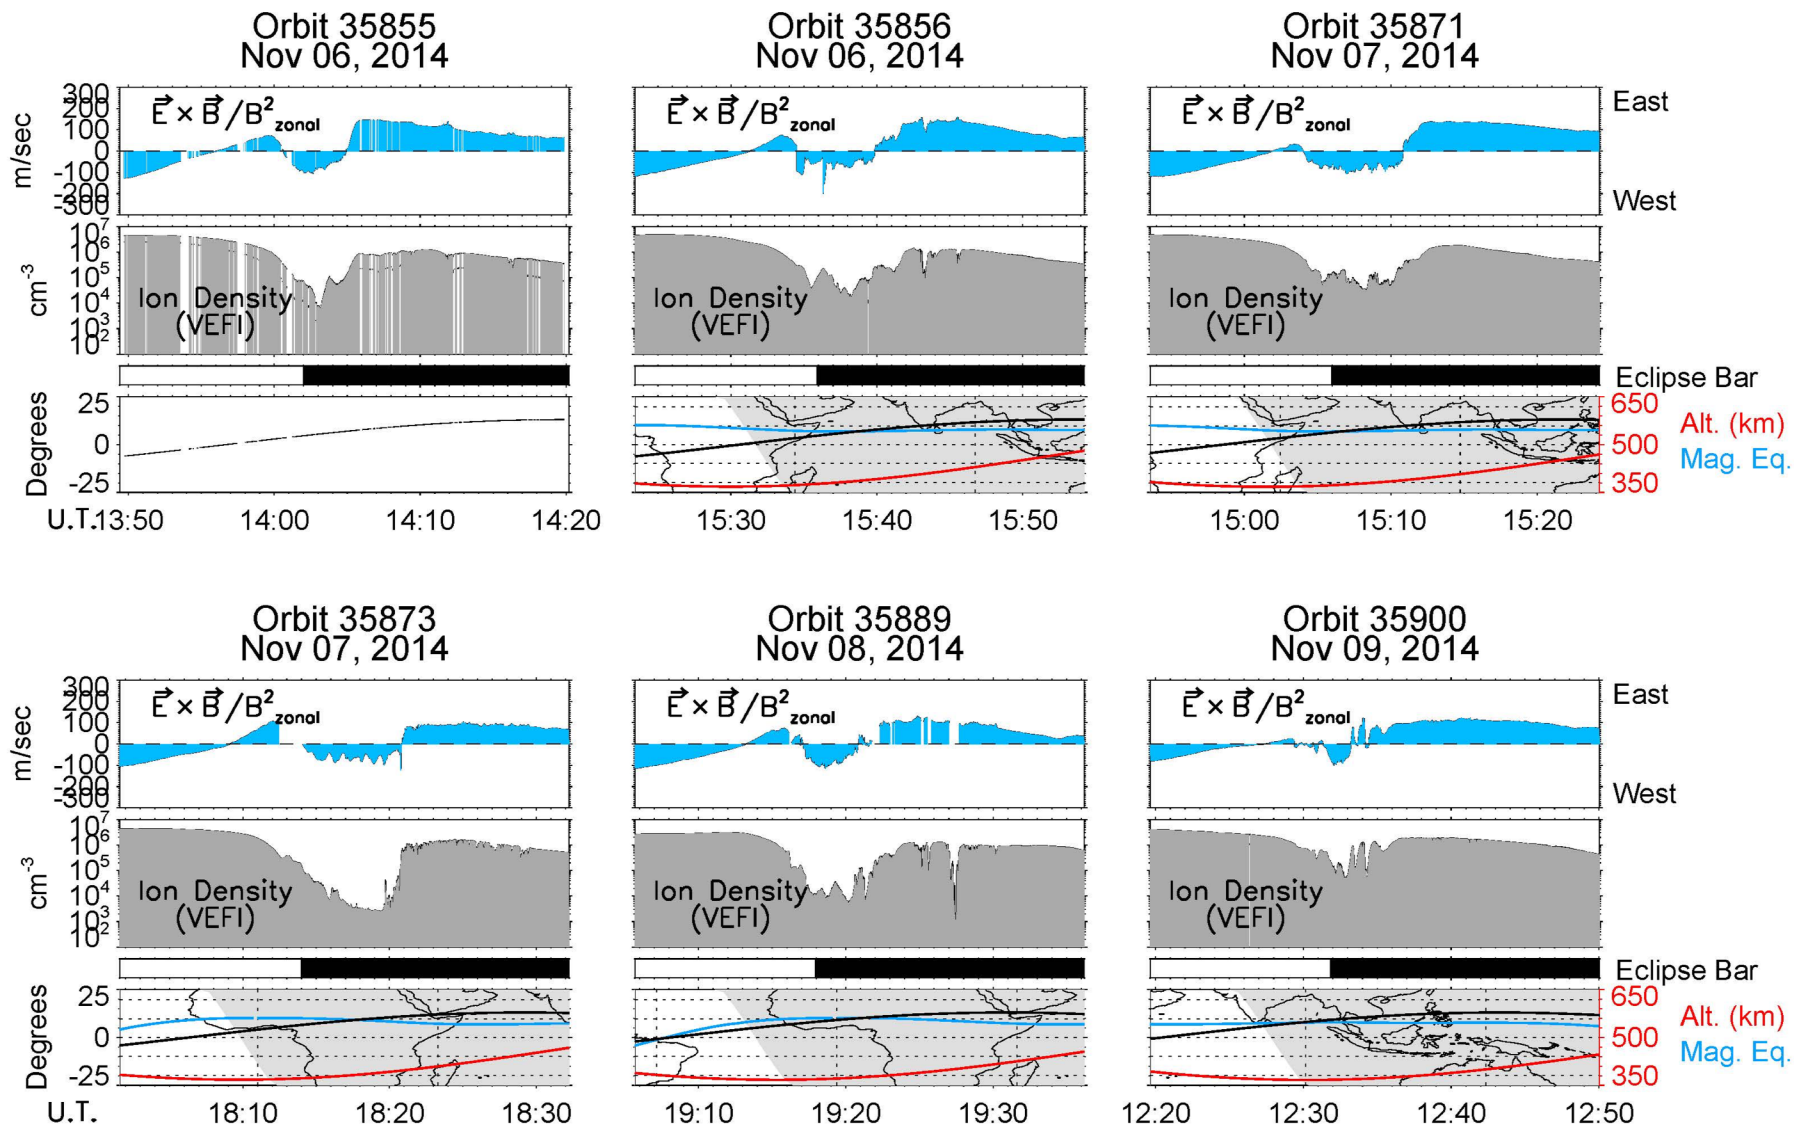 Orbit 35855
Nov 06, 2014
Orbit 35856
Nov 06, 2014
Orbit 35871
Nov 07, 2014
m/sec
300
200
100
0
-100
-200
-300
E × B /B² zonal
E × B /B² zonal
E × B /B² zonal
East
West
cm⁻³
10⁷
10⁶
10⁵
10⁴
10³
10²
Ion Density
(VEFI)
Ion Density
(VEFI)
Ion Density
(VEFI)
Eclipse Bar
Degrees
25
0
-25
650
500
350
Alt. (km)
Mag. Eq.
U.T. 13:50 14:00 14:10 14:20
15:30 15:40 15:50
15:00 15:10 15:20
Orbit 35873
Nov 07, 2014
Orbit 35889
Nov 08, 2014
Orbit 35900
Nov 09, 2014
m/sec
300
200
100
0
-100
-200
-300
E × B /B² zonal
E × B /B² zonal
E × B /B² zonal
East
West
cm⁻³
10⁷
10⁶
10⁵
10⁴
10³
10²
Ion Density
(VEFI)
Ion Density
(VEFI)
Ion Density
(VEFI)
Eclipse Bar
Degrees
25
0
-25
650
500
350
Alt. (km)
Mag. Eq.
U.T. 18:10 18:20 18:30
19:10 19:20 19:30
12:20 12:30 12:40 12:50